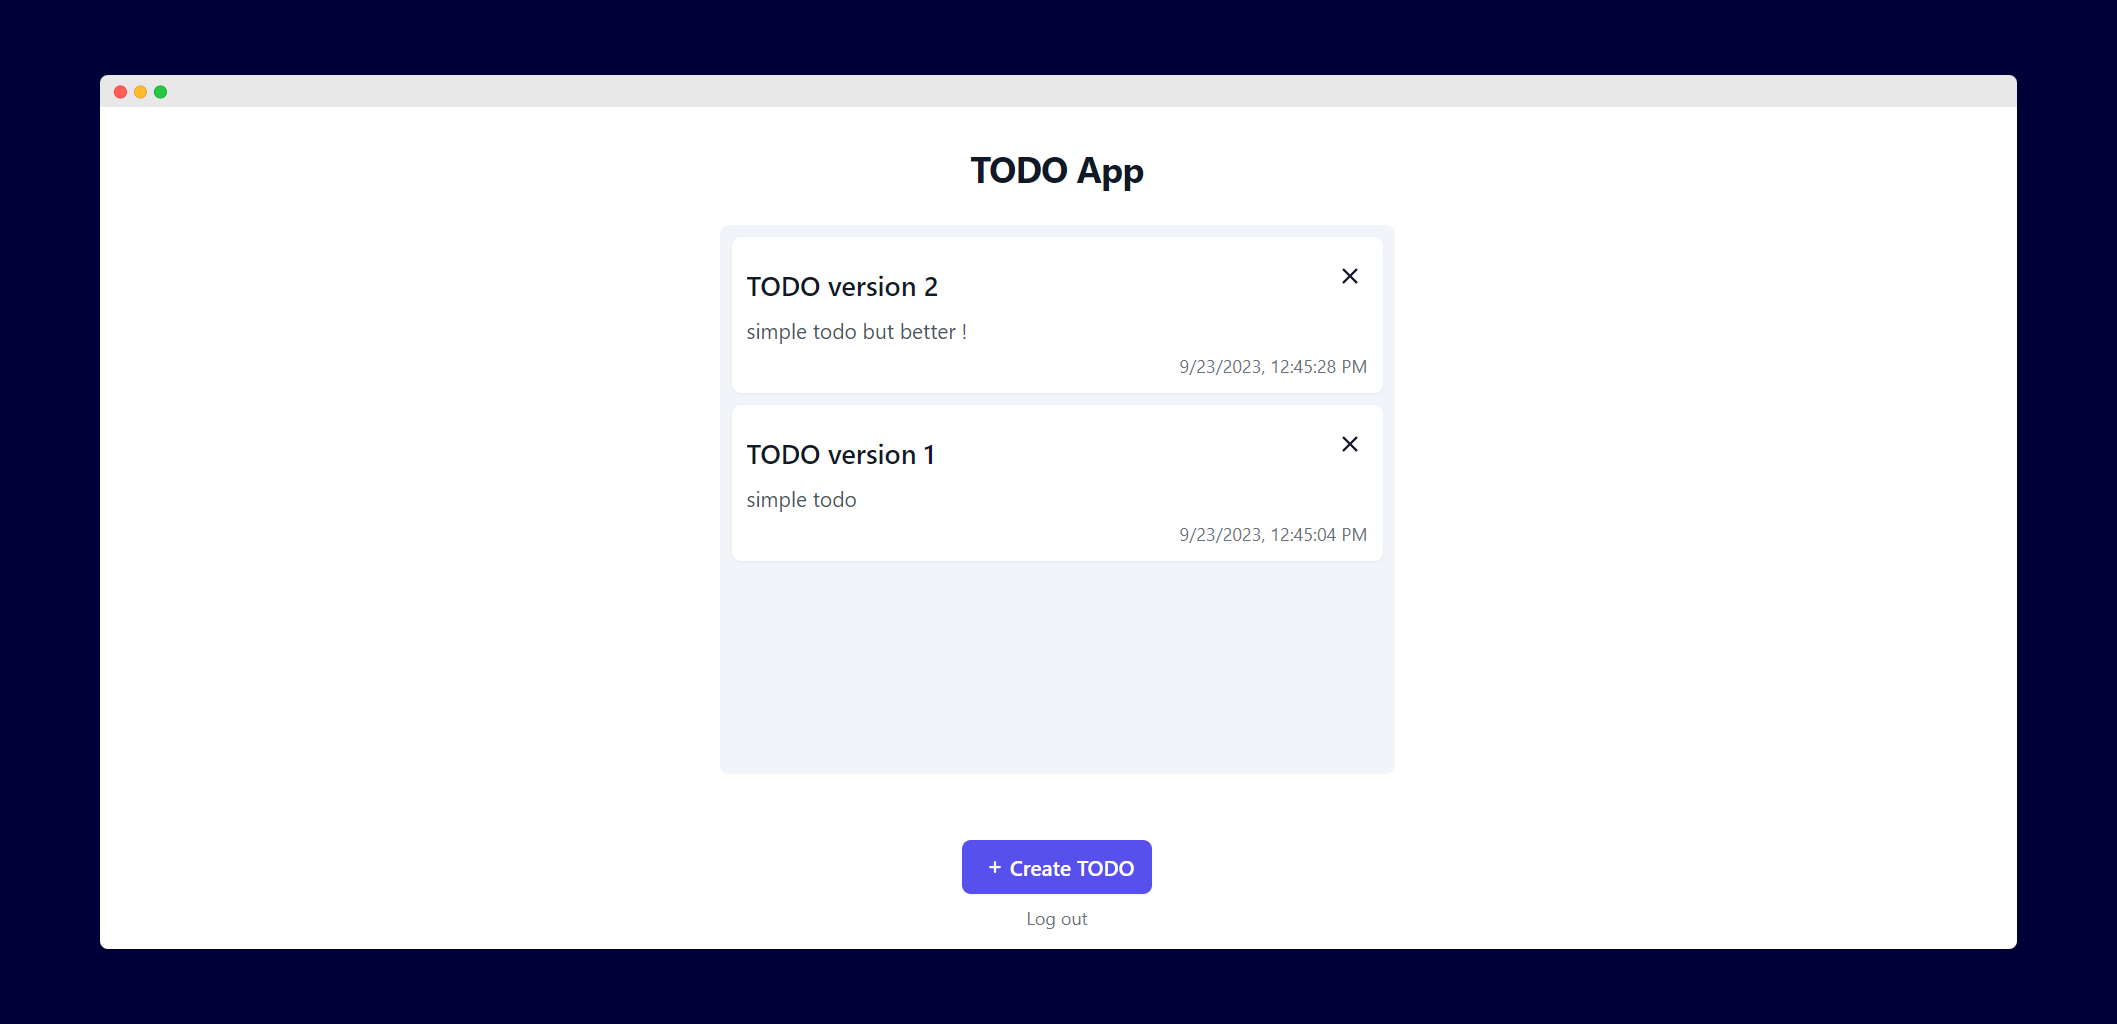 TODO App
TODO version 2
simple todo but better !
9/23/2023, 12:45:28 PM
TODO version 1
simple todo
9/23/2023, 12:45:04 PM
+ Create TODO
Log out